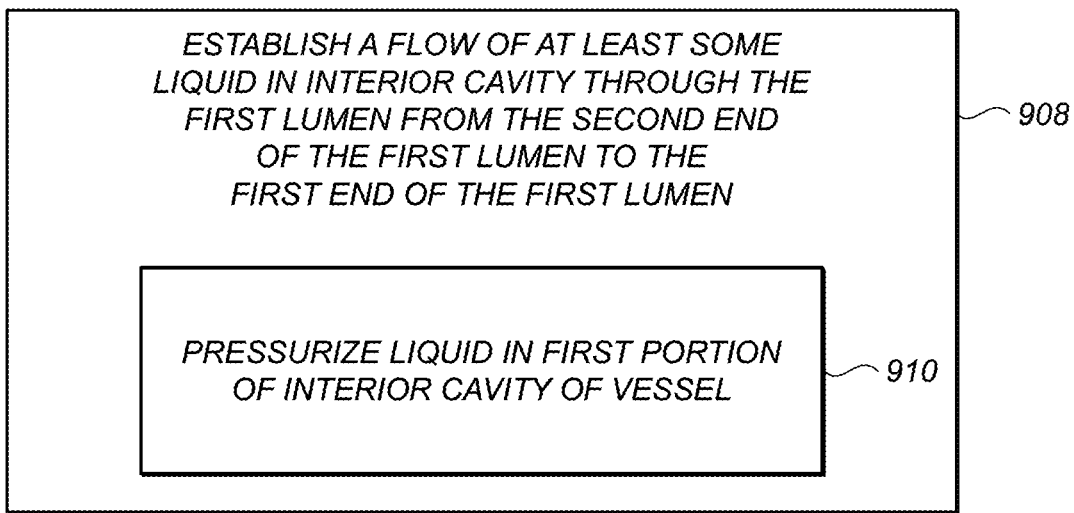 ESTABLISH A FLOW OF AT LEAST SOME
LIQUID IN INTERIOR CAVITY THROUGH THE
FIRST LUMEN FROM THE SECOND END
OF THE FIRST LUMEN TO THE
FIRST END OF THE FIRST LUMEN
908
PRESSURIZE LIQUID IN FIRST PORTION
OF INTERIOR CAVITY OF VESSEL
910